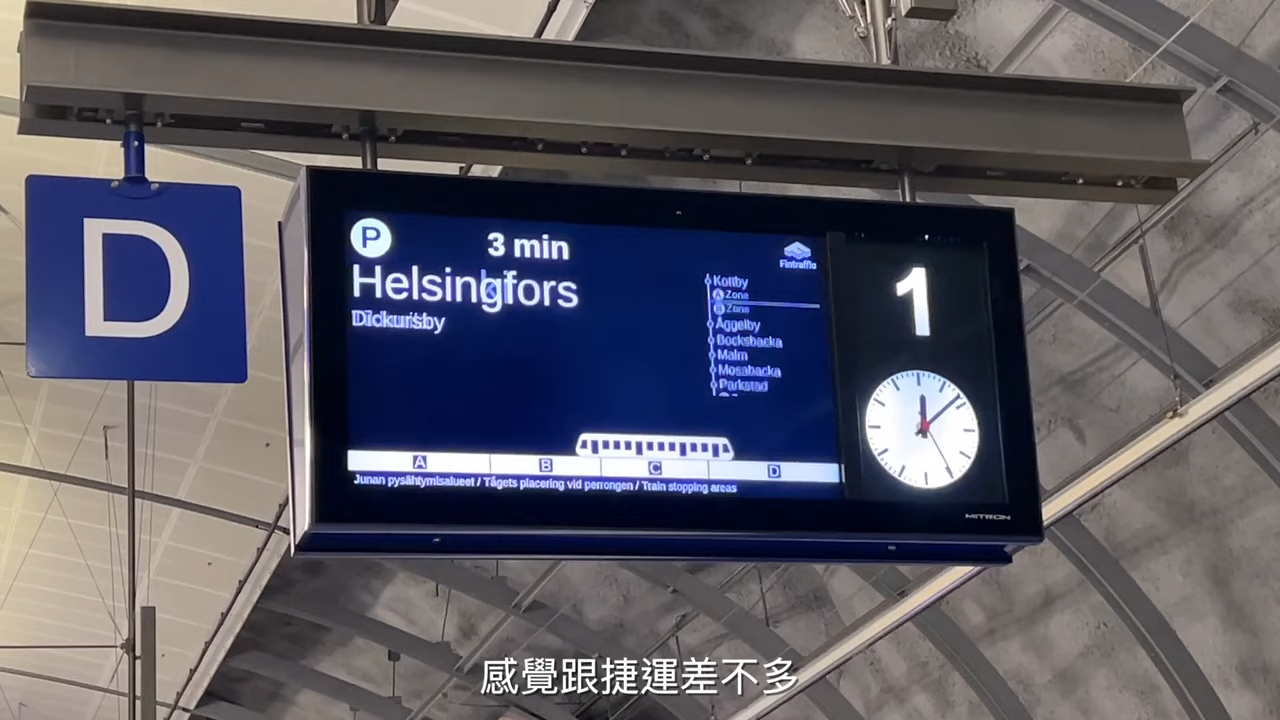 D
P
3 min
Helsingfors
Dickursby
Fintraffic
Kottby
A Zone
B Zone
Åggelby
Bocksbacka
Malm
Mosabacka
Parkstad
A B C D
Junan pysähtymisalueet / Tågets placering vid perrongen / Train stopping areas
1
MITRON
感覺跟捷運差不多